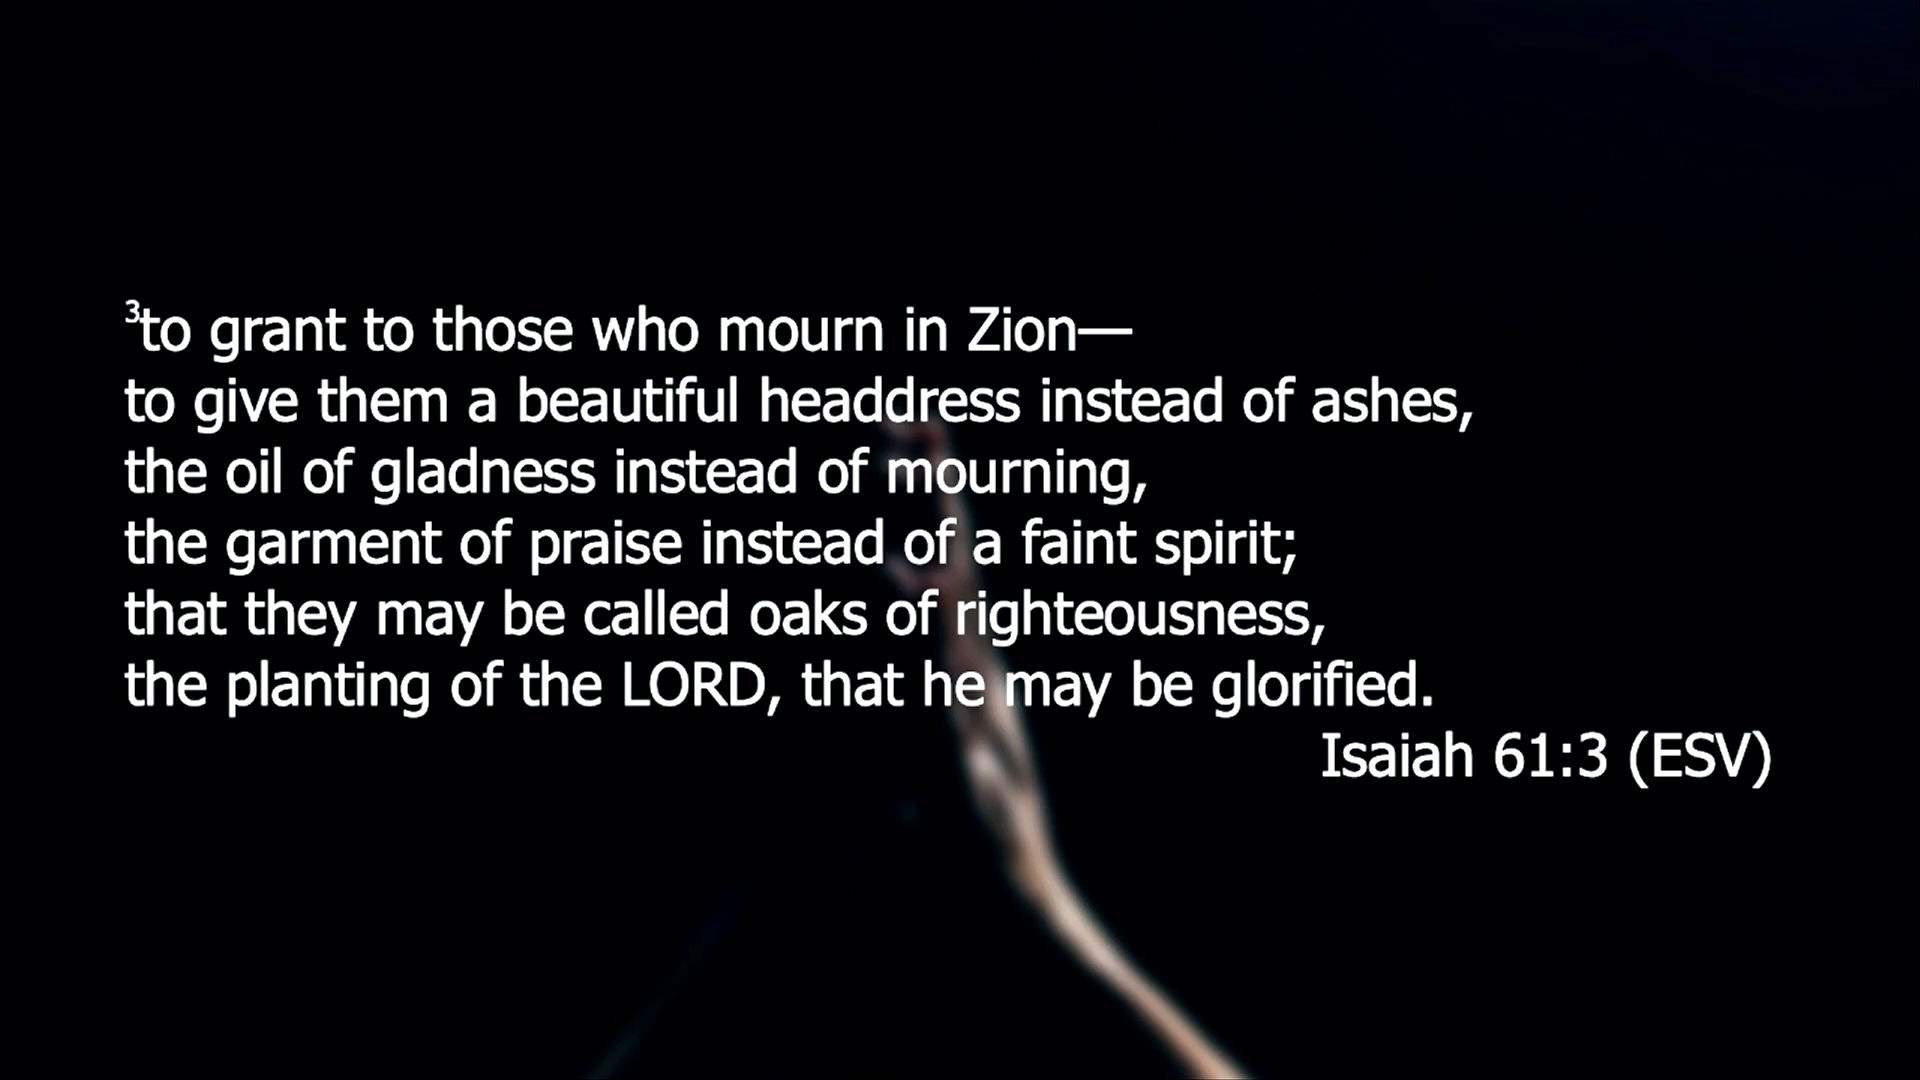 ³to grant to those who mourn in Zion—
to give them a beautiful headdress instead of ashes,
the oil of gladness instead of mourning,
the garment of praise instead of a faint spirit;
that they may be called oaks of righteousness,
the planting of the LORD, that he may be glorified.
Isaiah 61:3 (ESV)